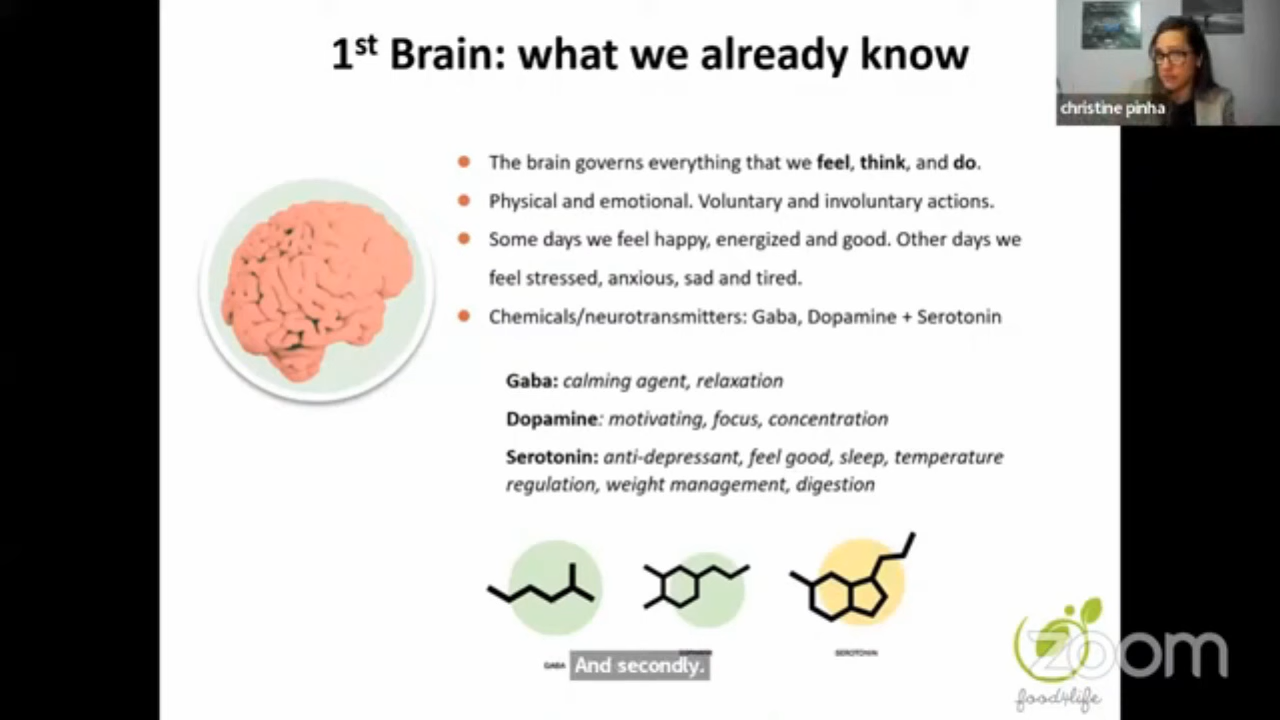 1st Brain: what we already know
christine pinha
The brain governs everything that we feel, think, and do.
Physical and emotional. Voluntary and involuntary actions.
Some days we feel happy, energized and good. Other days we
feel stressed, anxious, sad and tired.
Chemicals/neurotransmitters: Gaba, Dopamine + Serotonin
Gaba: calming agent, relaxation
Dopamine: motivating, focus, concentration
Serotonin: anti-depressant, feel good, sleep, temperature
regulation, weight management, digestion
GABA
SEROTONIN
And secondly.
zoom
food4life